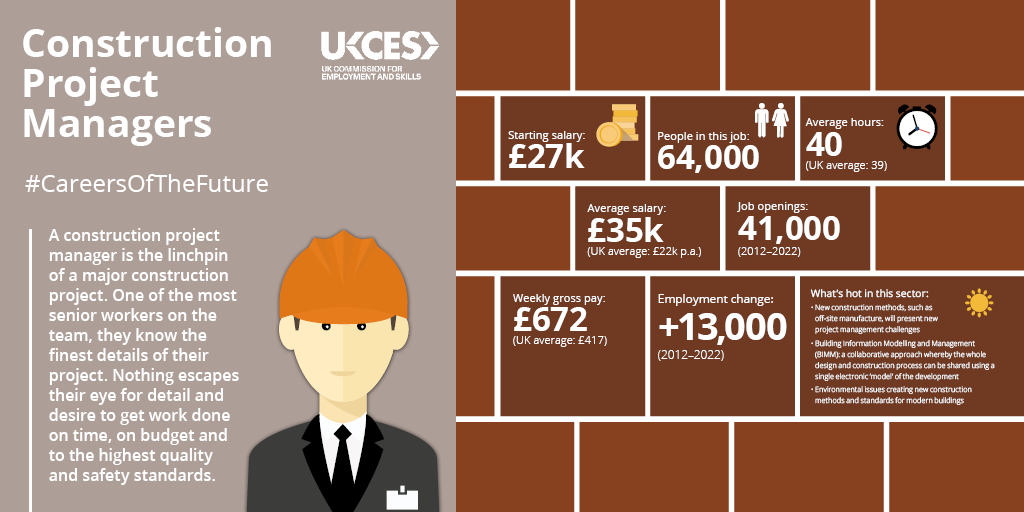 Construction
Project
Managers
UKCES
UK COMMISSION FOR
EMPLOYMENT AND SKILLS
#CareersOfTheFuture
A construction project
manager is the linchpin
of a major construction
project. One of the most
senior workers on the
team, they know the
finest details of their
project. Nothing escapes
their eye for detail and
desire to get work done
on time, on budget and
to the highest quality
and safety standards.
Starting salary:
£27k
People in this job:
64,000
Average hours:
40
(UK average: 39)
Average salary:
£35k
(UK average: £22k p.a.)
Job openings:
41,000
(2012–2022)
Weekly gross pay:
£672
(UK average: £417)
Employment change:
+13,000
(2012–2022)
What's hot in this sector:
• New construction methods, such as
off-site manufacture, will present new
project management challenges
• Building Information Modelling and Management
(BIMM): a collaborative approach whereby the whole
design and construction process can be shared using a
single electronic 'model' of the development
• Environmental issues creating new construction
methods and standards for modern buildings